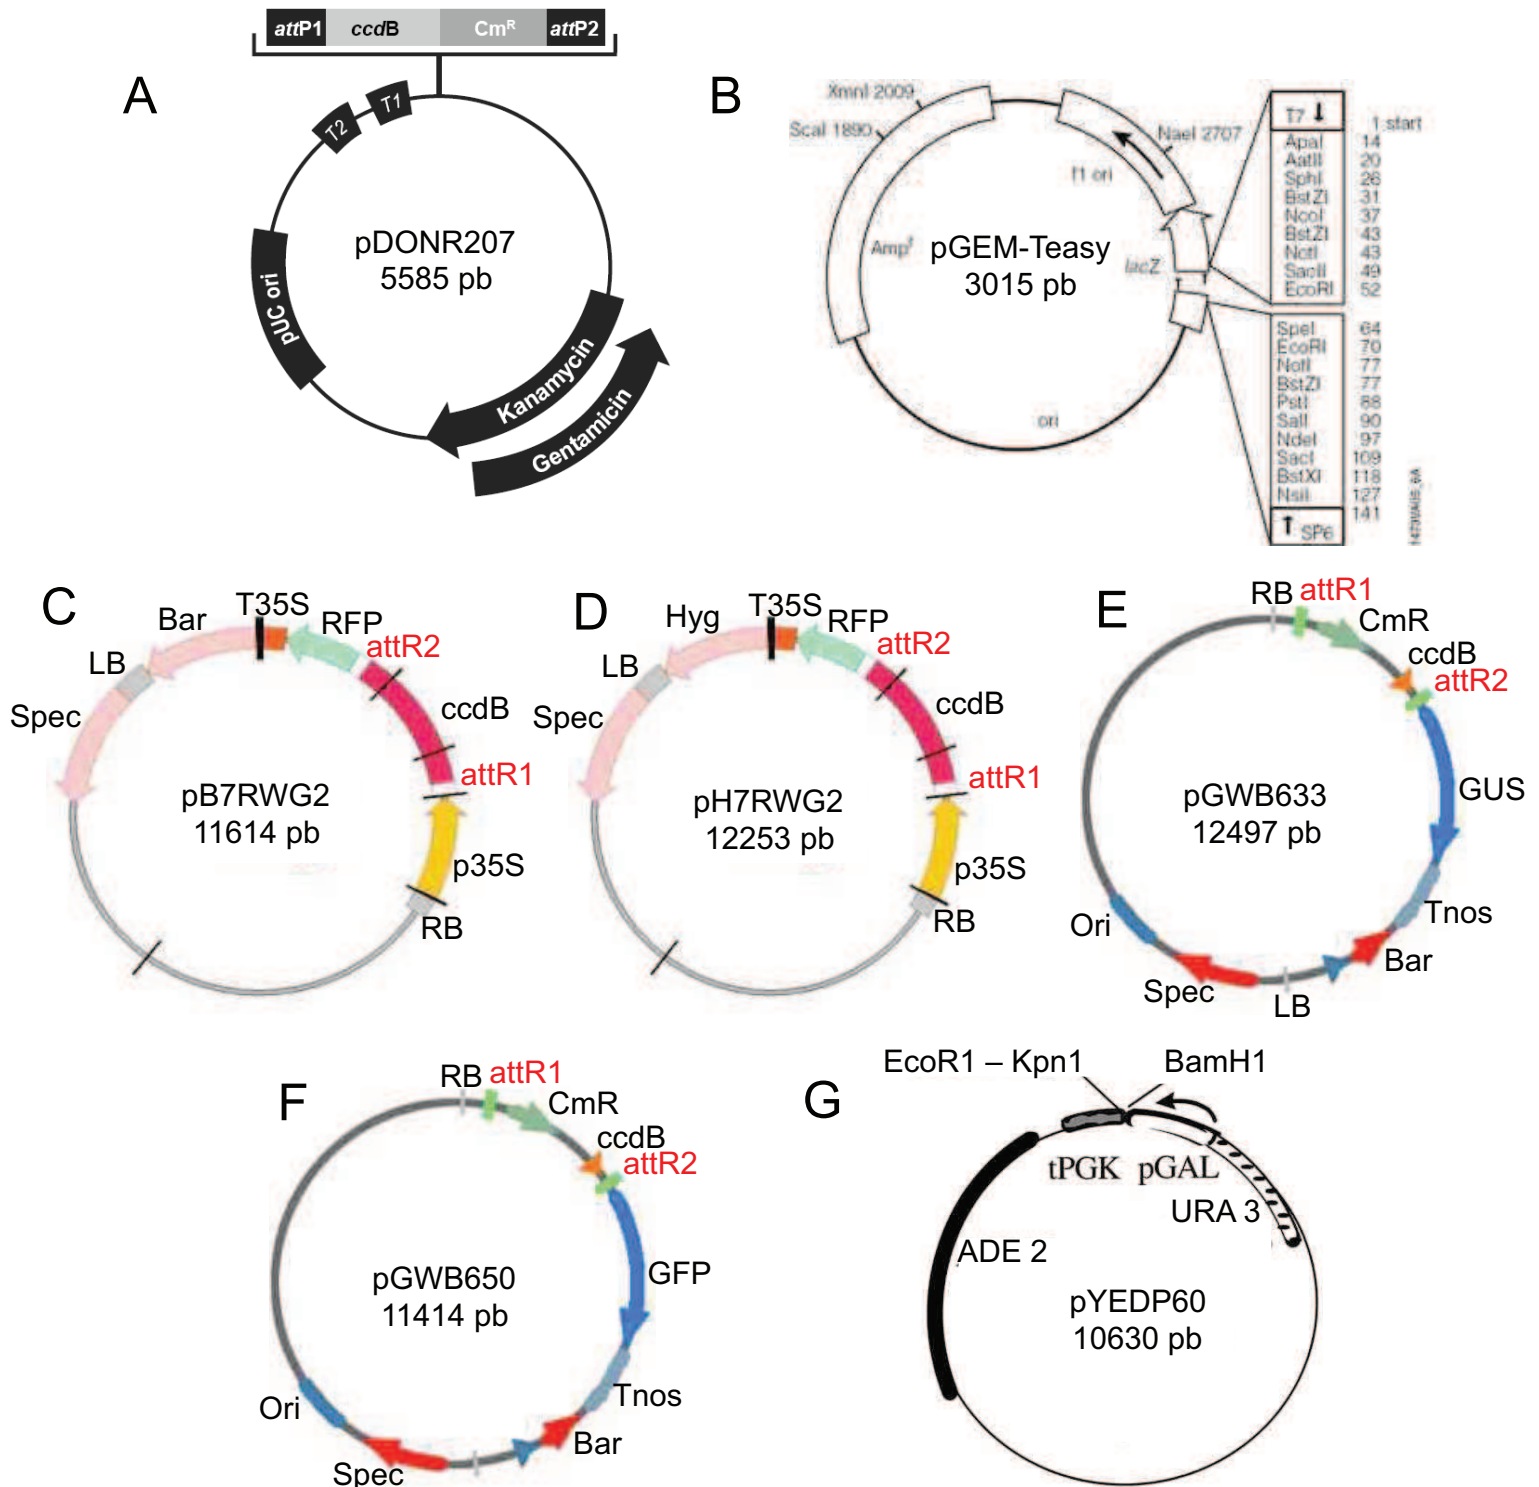 attP1 ccdB CmR attP2
A
T1
T2
pDONR207
5585 pb
pUC ori
Kanamycin
Gentamicin
B
XmnI 2009
ScaI 1890
NaeI 2707
f1 ori
Ampr
pGEM-Teasy
3015 pb
lacZ
ori
T7 ↓
1 start
ApaI 14
AatII 20
SphI 26
BstZI 31
NcoI 37
BstZI 43
NotI 43
SacII 49
EcoRI 52
SpeI 64
EcoRI 70
NotI 77
BstZI 77
PstI 88
SalI 90
NdeI 97
SacI 109
BstXI 118
NsiI 127
141
↑ SP6
C
Bar
T35S
RFP
attR2
LB
ccdB
Spec
attR1
pB7RWG2
11614 pb
p35S
RB
D
Hyg
T35S
RFP
attR2
LB
ccdB
Spec
attR1
pH7RWG2
12253 pb
p35S
RB
E
RB attR1
CmR
ccdB
attR2
GUS
pGWB633
12497 pb
Tnos
Ori
Bar
Spec
LB
F
RB attR1
CmR
ccdB
attR2
GFP
pGWB650
11414 pb
Tnos
Ori
Bar
Spec
G
EcoR1 – Kpn1
BamH1
tPGK pGAL
URA 3
ADE 2
pYEDP60
10630 pb